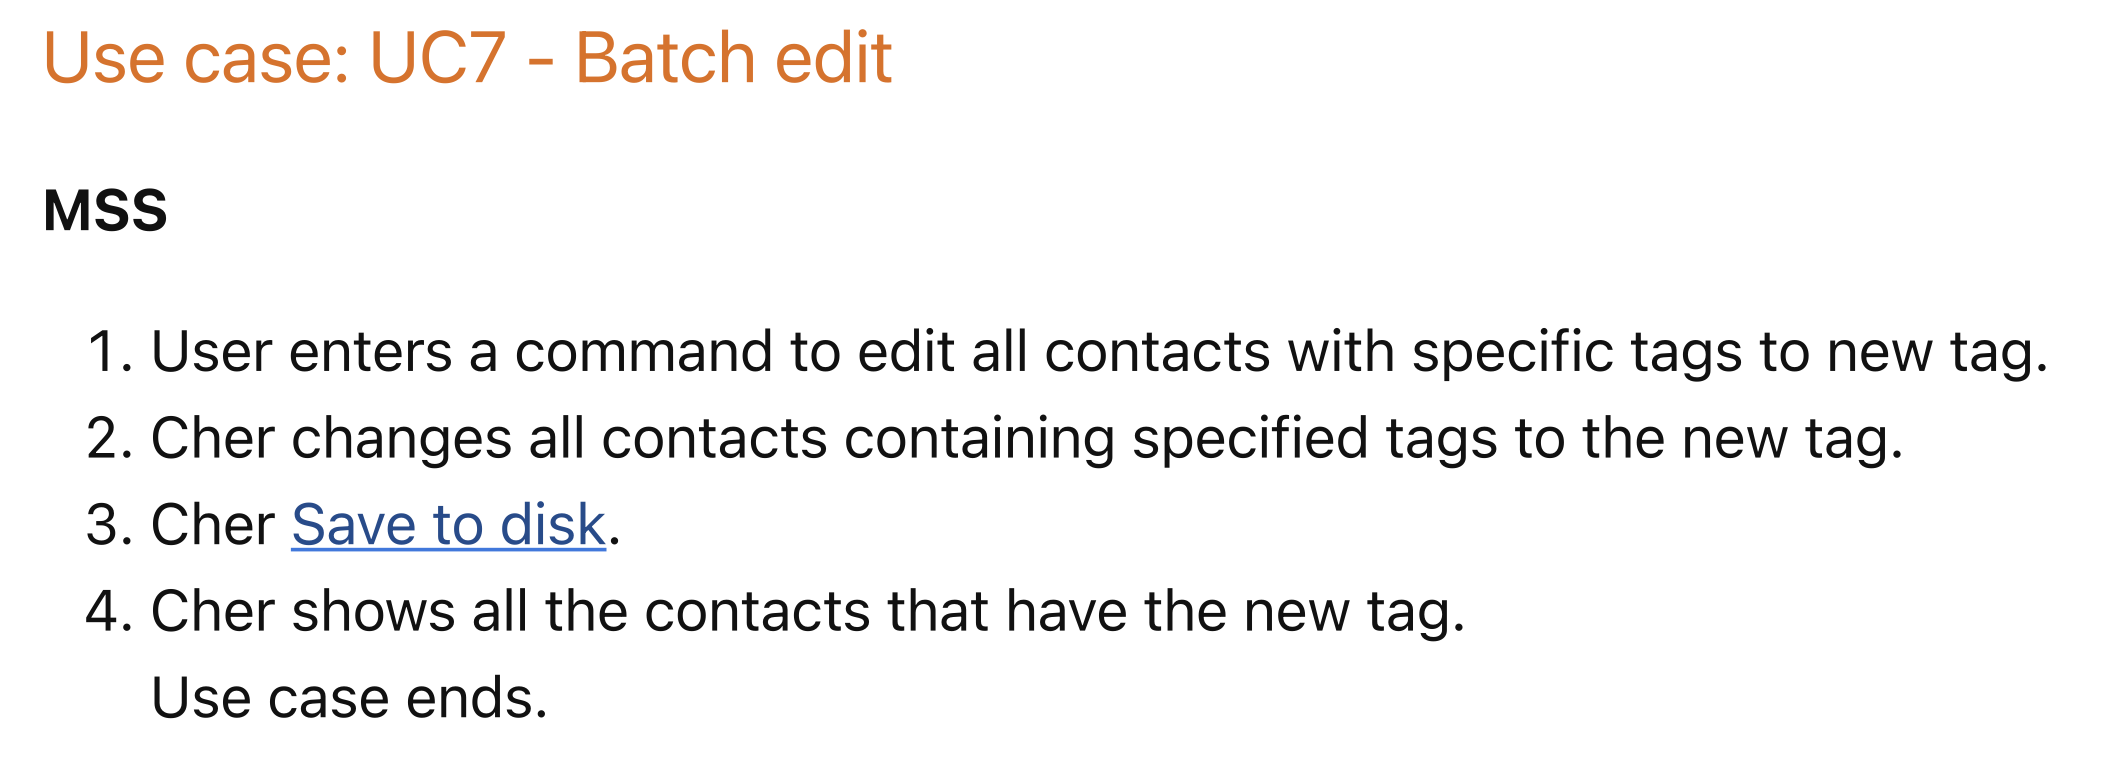 Use case: UC7 - Batch edit
MSS
1. User enters a command to edit all contacts with specific tags to new tag.
2. Cher changes all contacts containing specified tags to the new tag.
3. Cher Save to disk.
4. Cher shows all the contacts that have the new tag.
Use case ends.